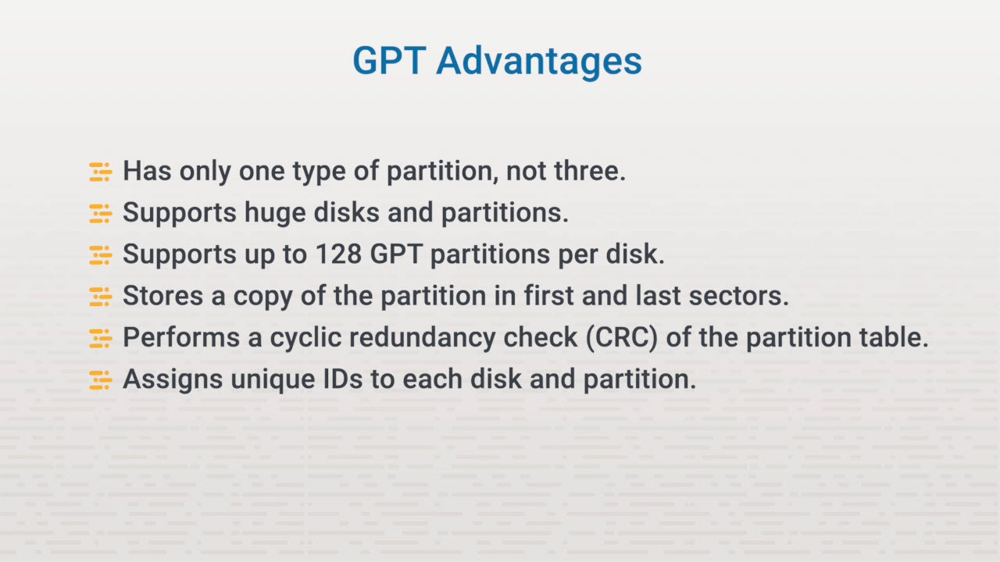 GPT Advantages
Has only one type of partition, not three.
Supports huge disks and partitions.
Supports up to 128 GPT partitions per disk.
Stores a copy of the partition in first and last sectors.
Performs a cyclic redundancy check (CRC) of the partition table.
Assigns unique IDs to each disk and partition.